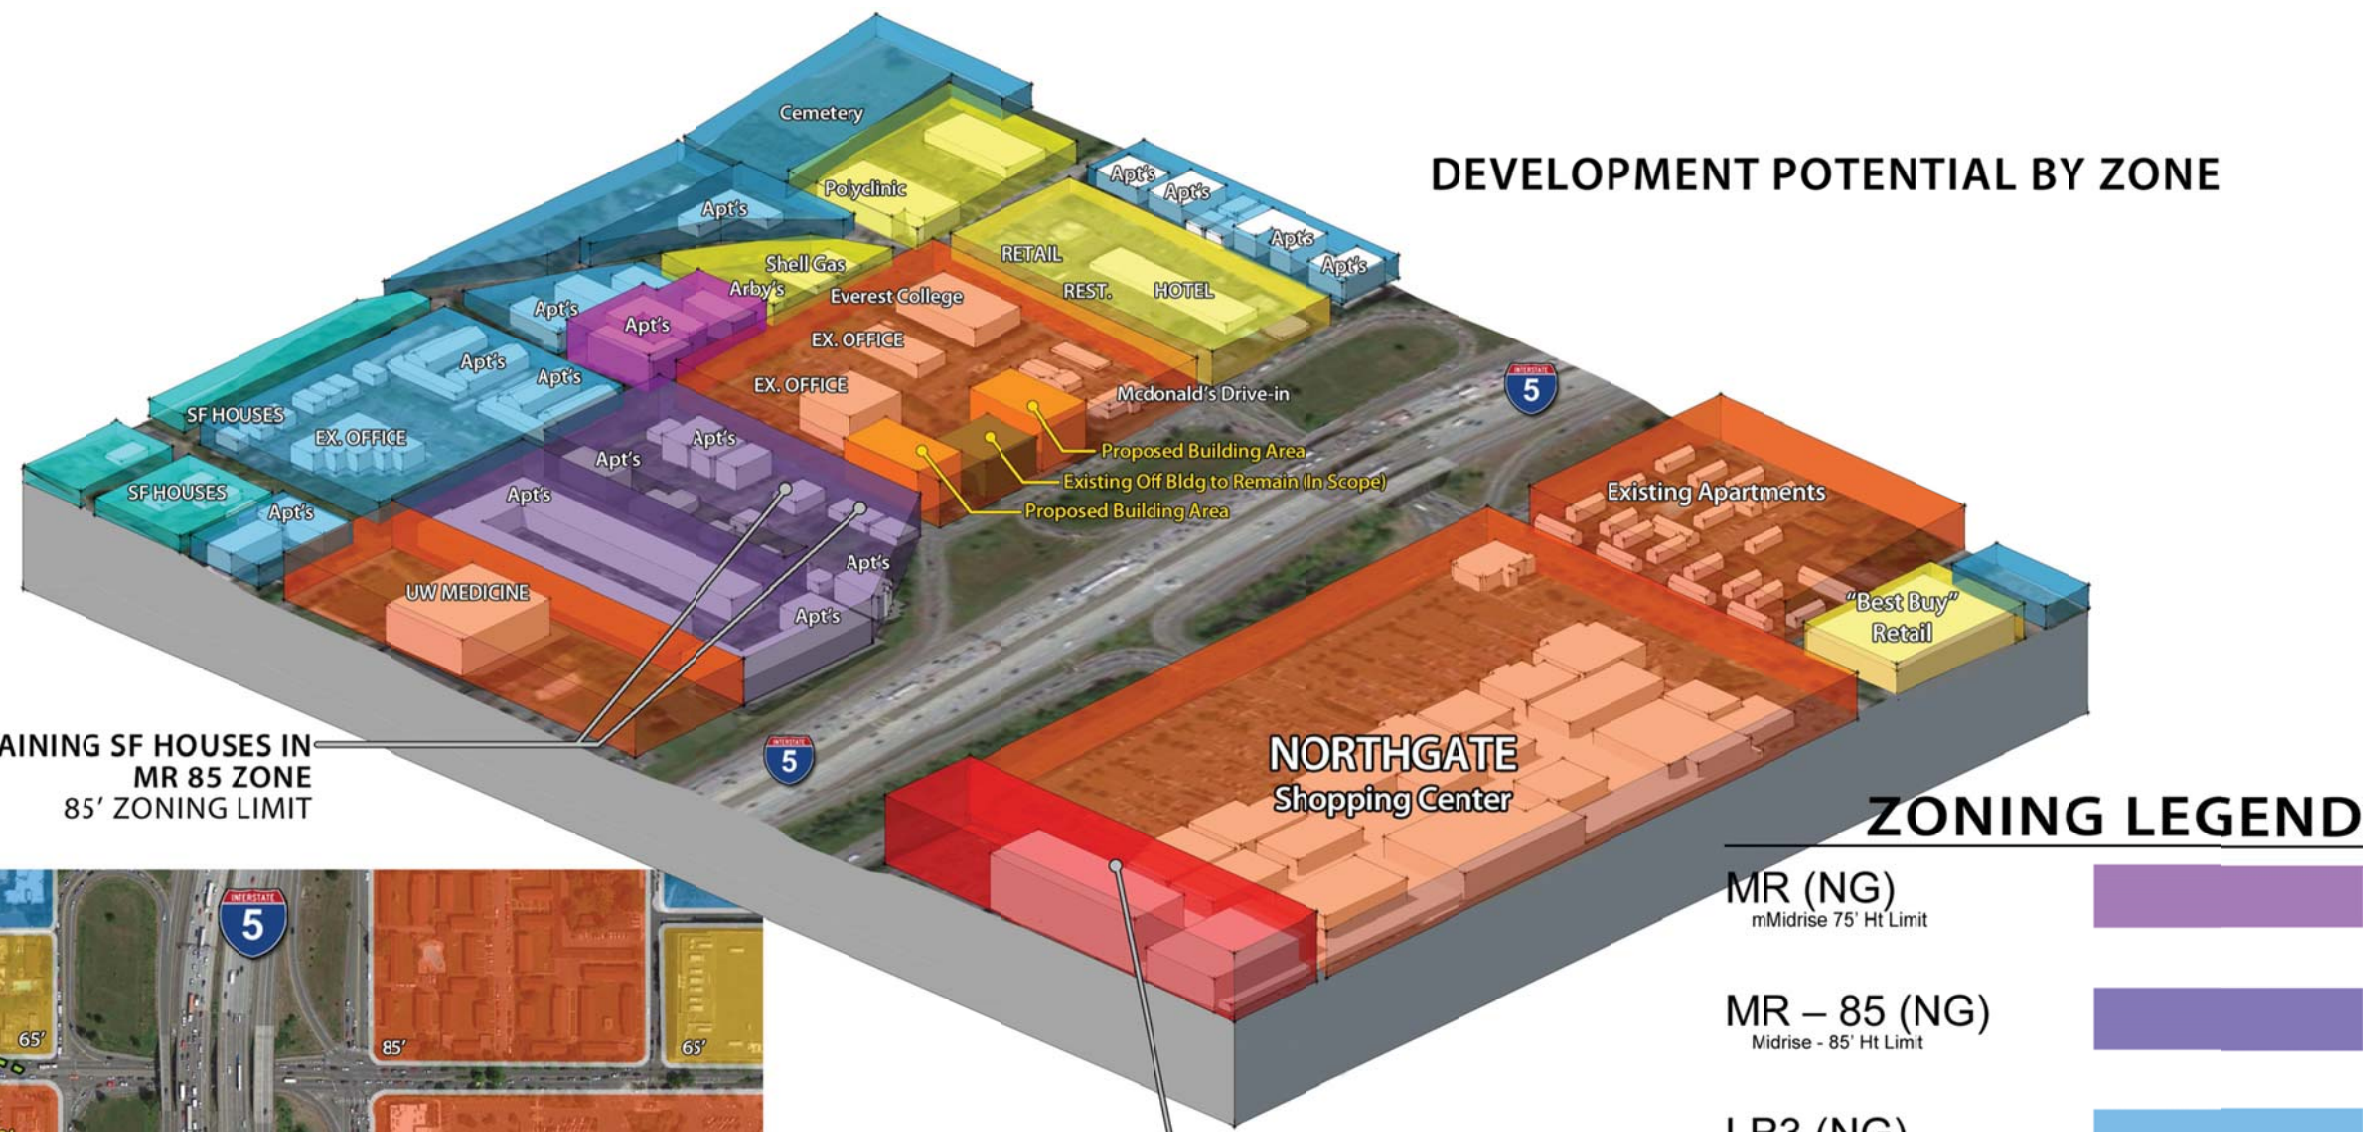 DEVELOPMENT POTENTIAL BY ZONE
Cemetery
Polyclinic
Apt's
Apt's
Apt's
Apt's
Apt's
Shell Gas
Arby's
RETAIL
REST.
HOTEL
Everest College
Apt's
Apt's
EX. OFFICE
EX. OFFICE
Mcdonald's Drive-in
Apt's
Apt's
SF HOUSES
EX. OFFICE
INTERSTATE
5
Proposed Building Area
Existing Off Bldg to Remain (In Scope)
Proposed Building Area
Apt's
Apt's
Apt's
SF HOUSES
Apt's
Existing Apartments
Apt's
UW MEDICINE
Apt's
"Best Buy"
Retail
AINING SF HOUSES IN
MR 85 ZONE
85' ZONING LIMIT
INTERSTATE
5
NORTHGATE
Shopping Center
ZONING LEGEND
MR (NG)
mMidrise 75' Ht Limit
MR – 85 (NG)
Midrise - 85' Ht Limit
LR3 (NG)
INTERSTATE
5
65'
85'
65'